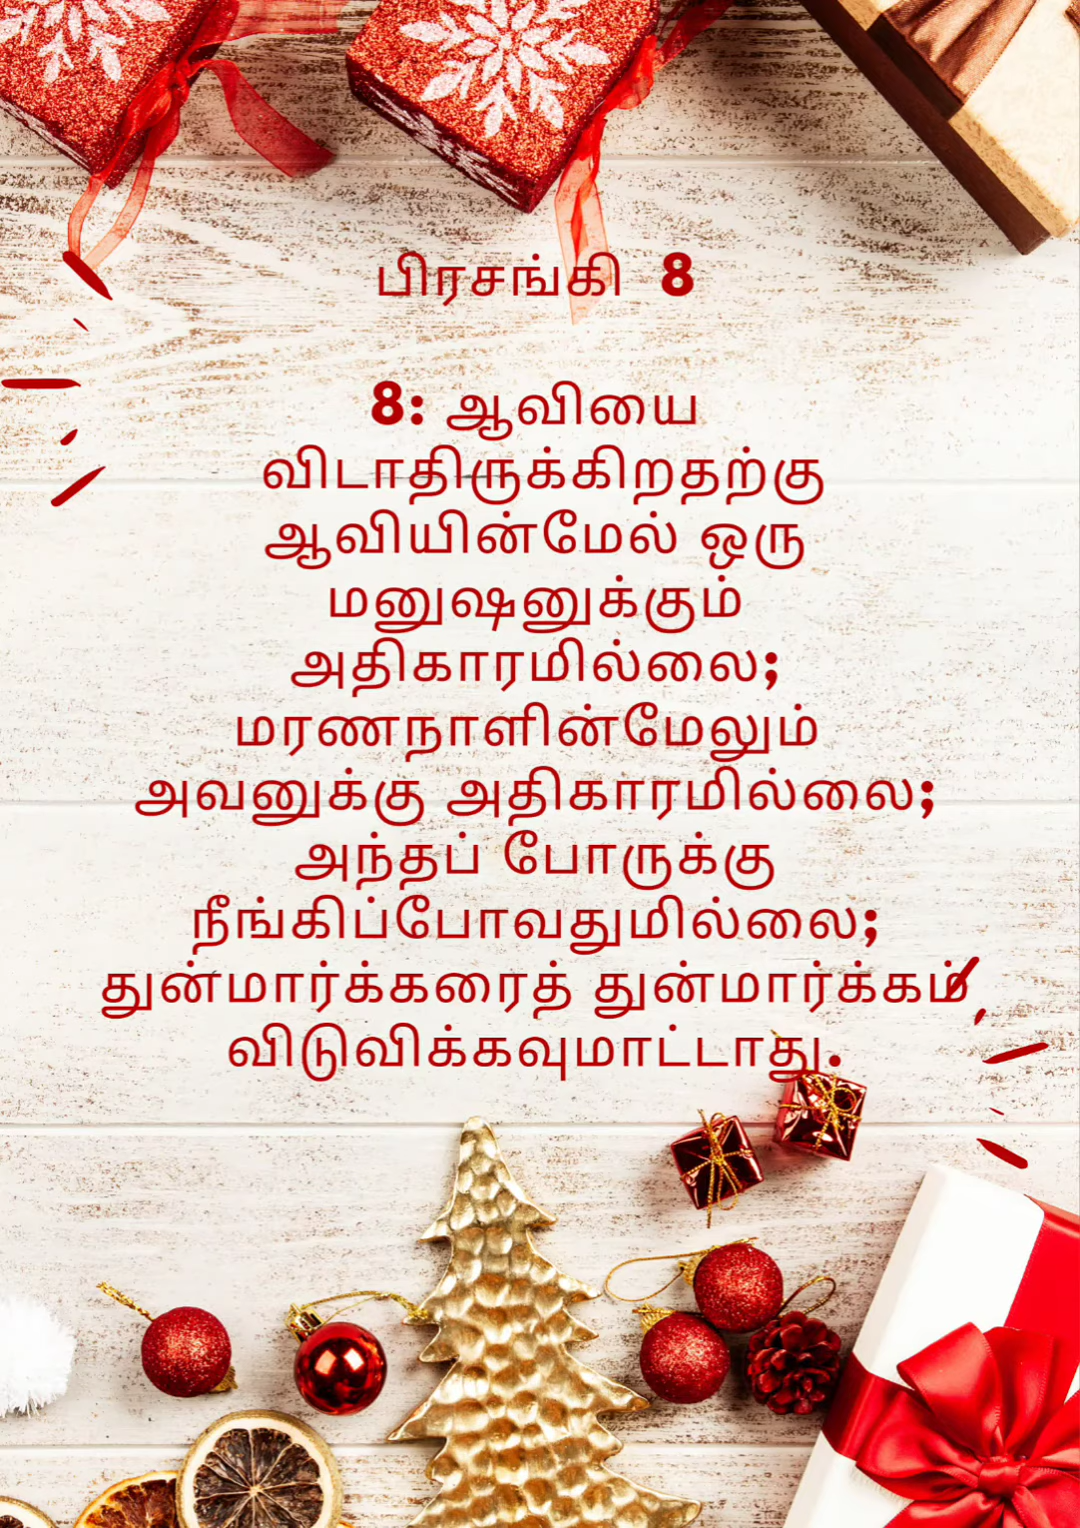 பிரசங்கி 8
8: ஆவியை
விடாதிருக்கிறதற்கு
ஆவியின்மேல் ஒரு
மனுஷனுக்கும்
அதிகாரமில்லை;
மரணநாளின்மேலும்
அவனுக்கு அதிகாரமில்லை;
அந்தப் போருக்கு
நீங்கிப்போவதுமில்லை;
துன்மார்க்கரைத் துன்மார்க்கம்
விடுவிக்கவுமாட்டாது.